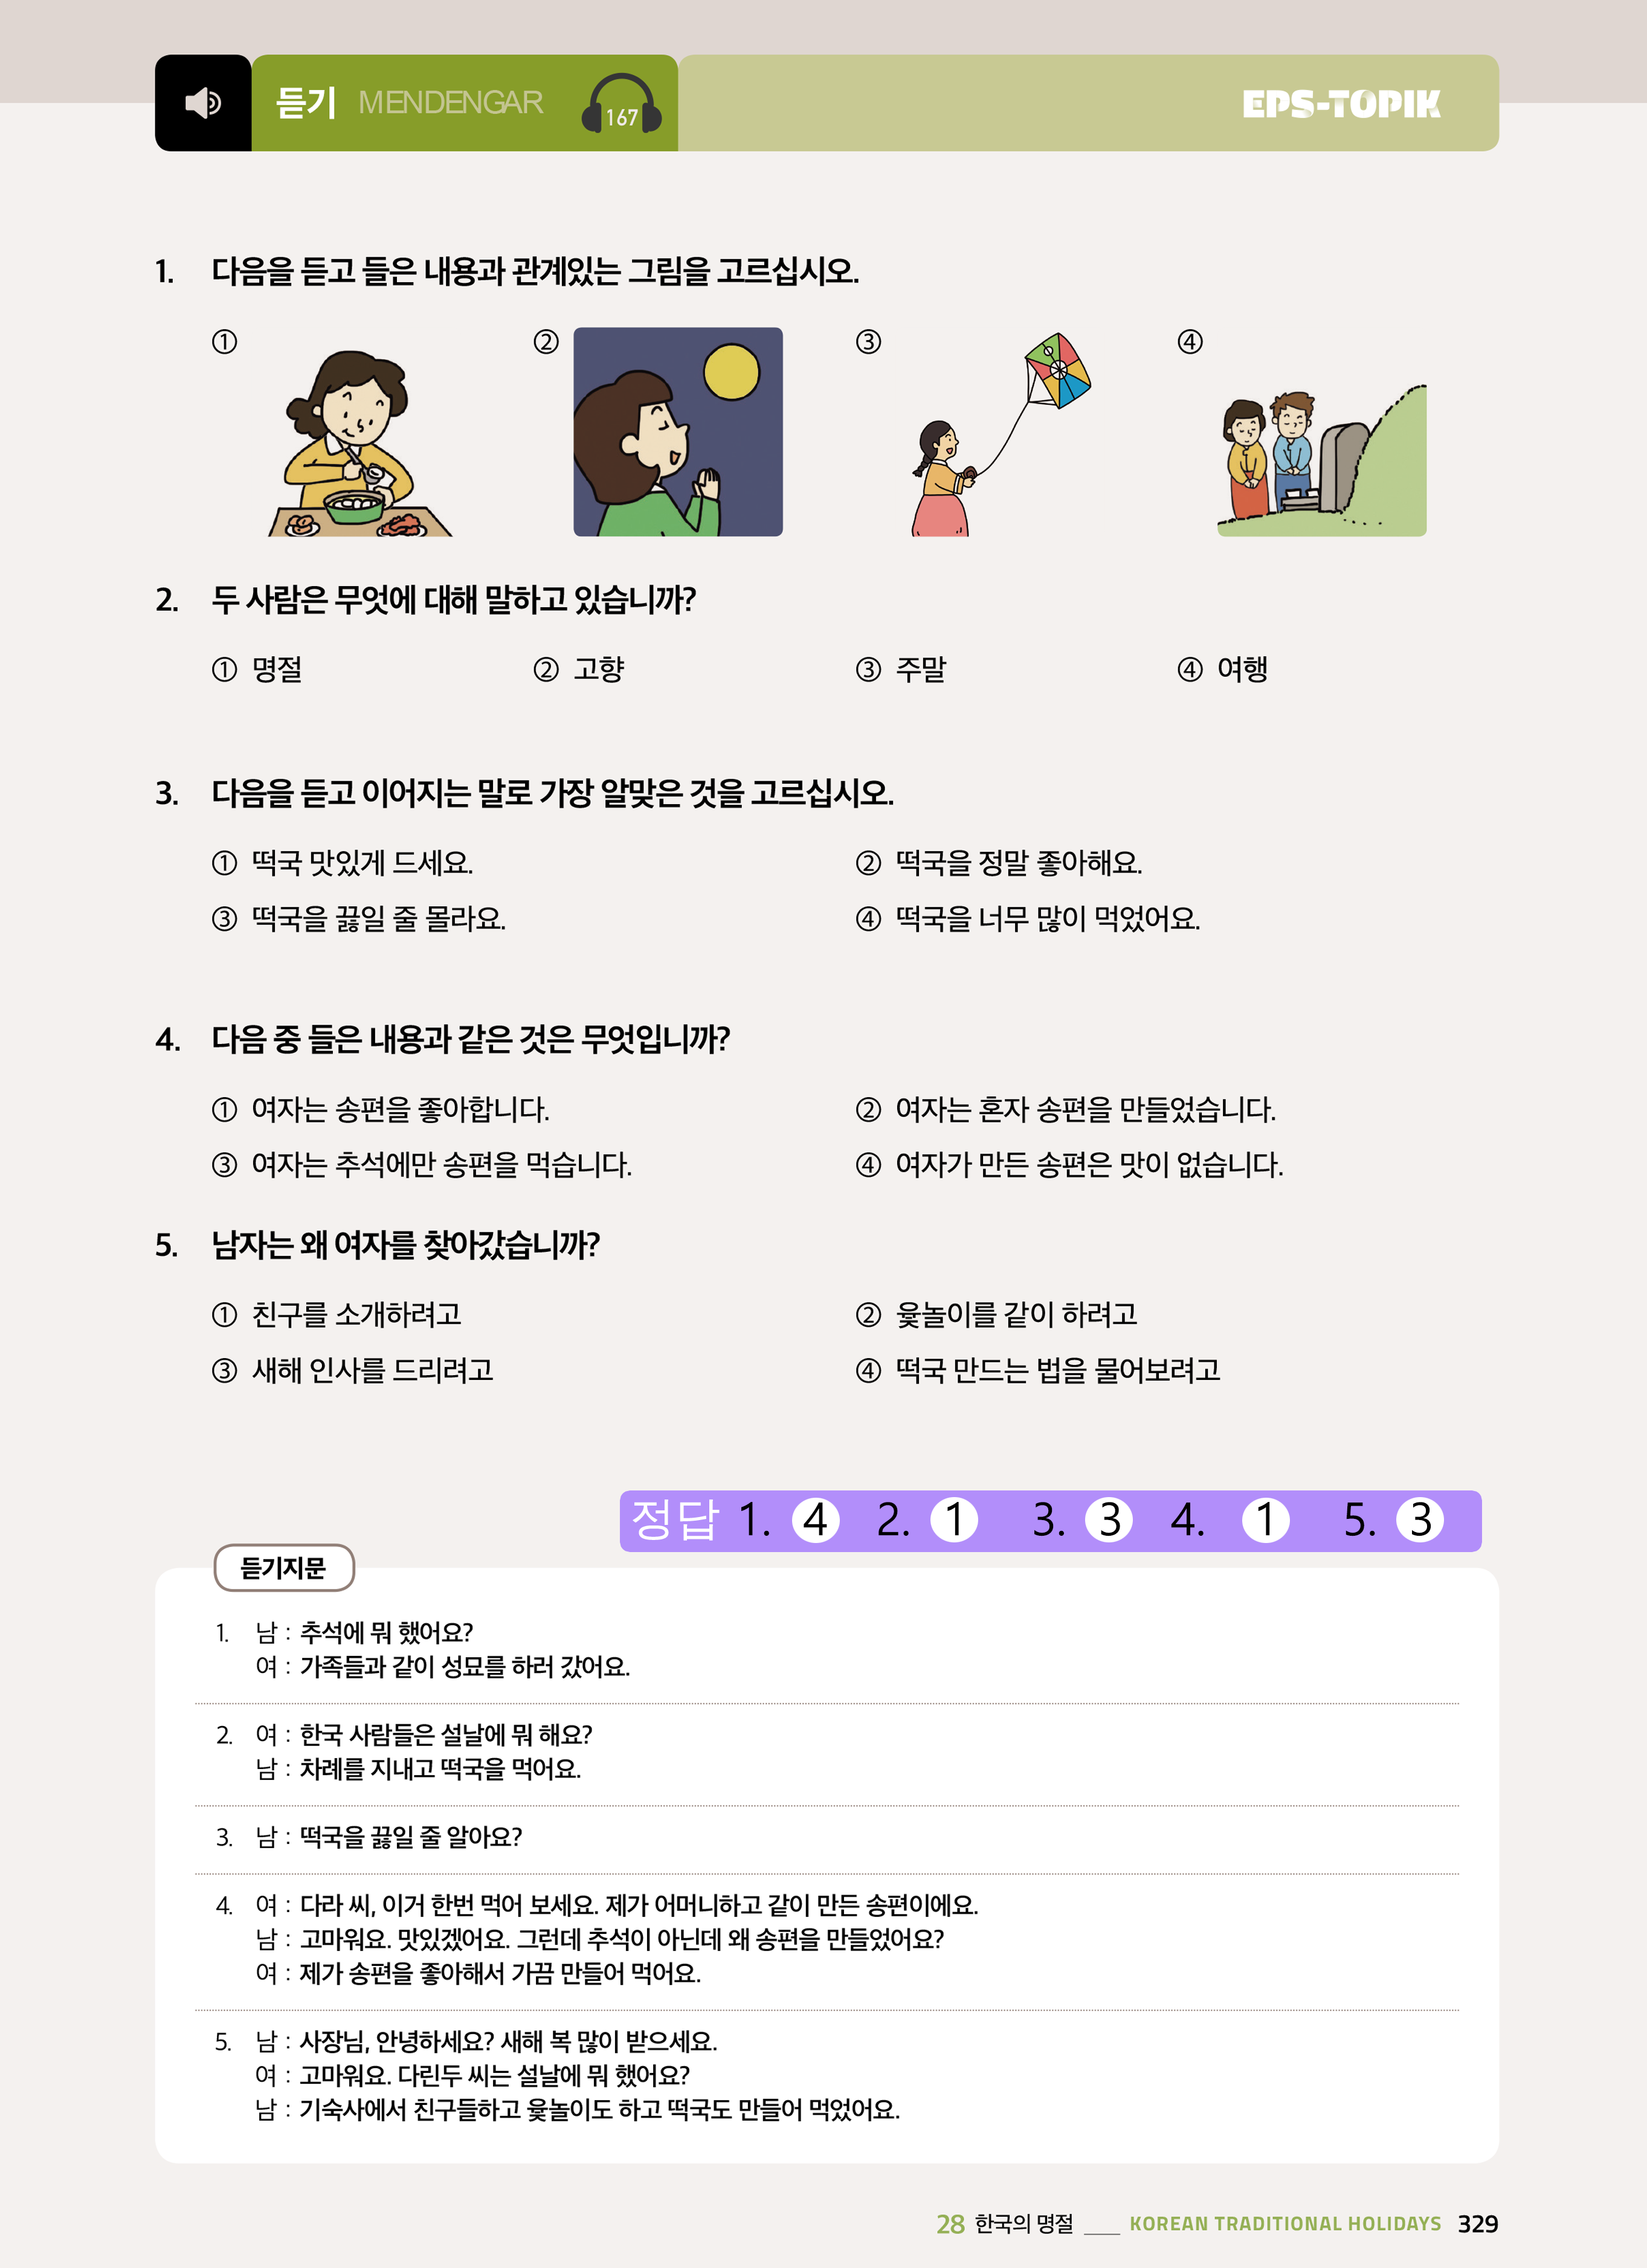 듣기 MENDENGAR 167 EPS-TOPIK
1. 다음을 듣고 들은 내용과 관계있는 그림을 고르십시오.
① ② ③ ④
2. 두 사람은 무엇에 대해 말하고 있습니까?
① 명절 ② 고향 ③ 주말 ④ 여행
3. 다음을 듣고 이어지는 말로 가장 알맞은 것을 고르십시오.
① 떡국 맛있게 드세요. ② 떡국을 정말 좋아해요.
③ 떡국을 끓일 줄 몰라요. ④ 떡국을 너무 많이 먹었어요.
4. 다음 중 들은 내용과 같은 것은 무엇입니까?
① 여자는 송편을 좋아합니다. ② 여자는 혼자 송편을 만들었습니다.
③ 여자는 추석에만 송편을 먹습니다. ④ 여자가 만든 송편은 맛이 없습니다.
5. 남자는 왜 여자를 찾아갔습니까?
① 친구를 소개하려고 ② 윷놀이를 같이 하려고
③ 새해 인사를 드리려고 ④ 떡국 만드는 법을 물어보려고
정답 1. 4 2. 1 3. 3 4. 1 5. 3
듣기지문
1. 남 : 추석에 뭐 했어요?
여 : 가족들과 같이 성묘를 하러 갔어요.
2. 여 : 한국 사람들은 설날에 뭐 해요?
남 : 차례를 지내고 떡국을 먹어요.
3. 남 : 떡국을 끓일 줄 알아요?
4. 여 : 다라 씨, 이거 한번 먹어 보세요. 제가 어머니하고 같이 만든 송편이에요.
남 : 고마워요. 맛있겠어요. 그런데 추석이 아닌데 왜 송편을 만들었어요?
여 : 제가 송편을 좋아해서 가끔 만들어 먹어요.
5. 남 : 사장님, 안녕하세요? 새해 복 많이 받으세요.
여 : 고마워요. 다린두 씨는 설날에 뭐 했어요?
남 : 기숙사에서 친구들하고 윷놀이도 하고 떡국도 만들어 먹었어요.
28 한국의 명절 ___ KOREAN TRADITIONAL HOLIDAYS 329